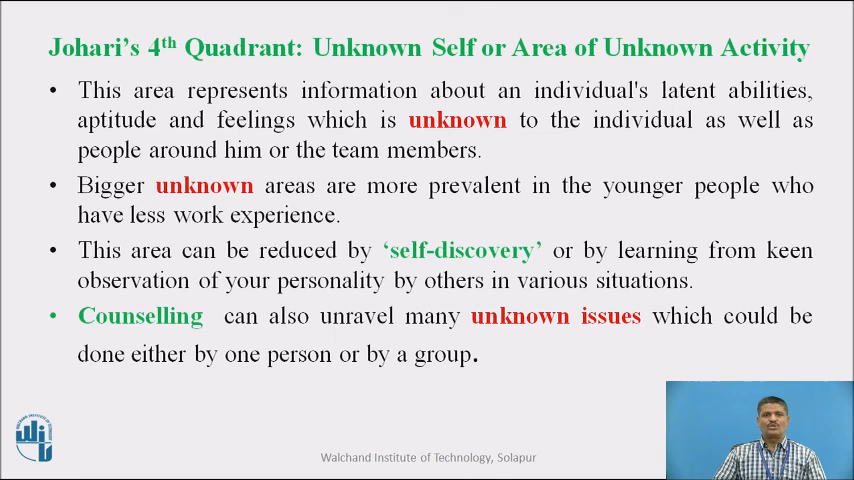 Johari's 4th Quadrant: Unknown Self or Area of Unknown Activity
• This area represents information about an individual's latent abilities,
aptitude and feelings which is unknown to the individual as well as
people around him or the team members.
• Bigger unknown areas are more prevalent in the younger people who
have less work experience.
• This area can be reduced by ‘self-discovery’ or by learning from keen
observation of your personality by others in various situations.
• Counselling can also unravel many unknown issues which could be
done either by one person or by a group.
Walchand Institute of Technology, Solapur